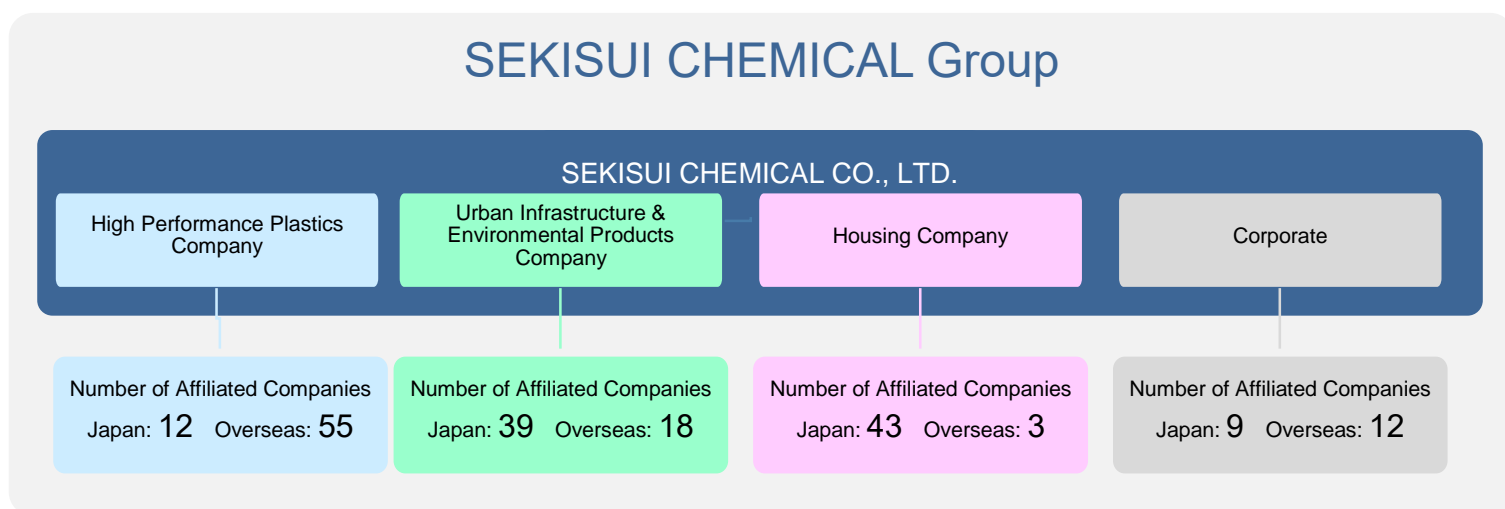 SEKISUI CHEMICAL Group
SEKISUI CHEMICAL CO., LTD.
High Performance Plastics
Company
Urban Infrastructure &
Environmental Products
Company
Housing Company
Corporate
Number of Affiliated Companies
Japan: 12 Overseas: 55
Number of Affiliated Companies
Japan: 39 Overseas: 18
Number of Affiliated Companies
Japan: 43 Overseas: 3
Number of Affiliated Companies
Japan: 9 Overseas: 12